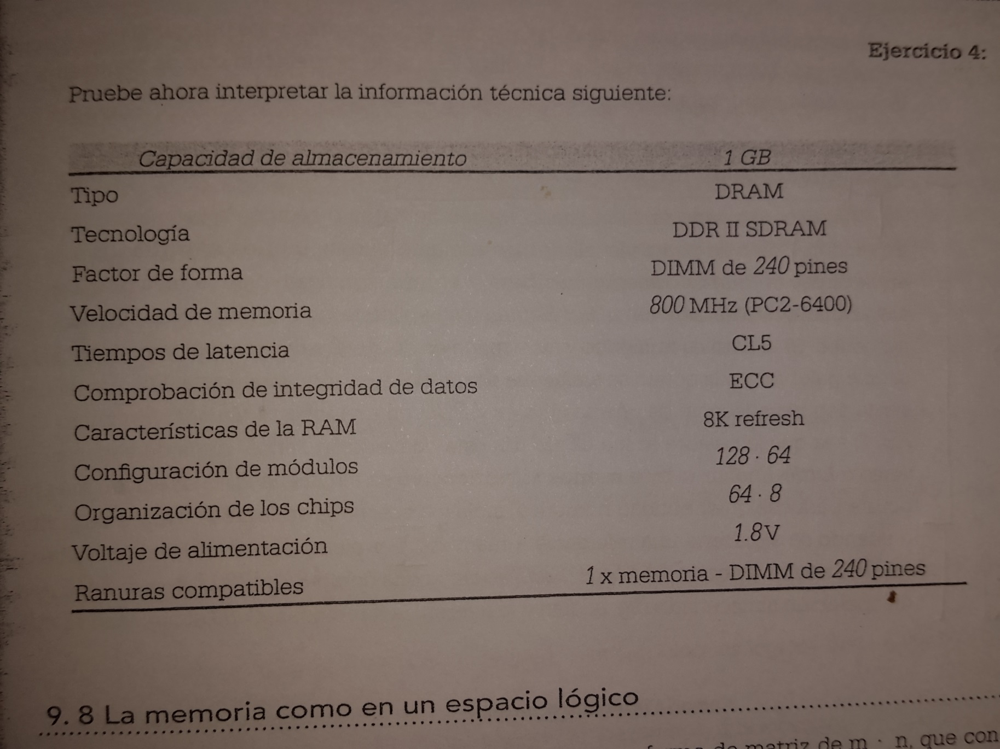 Ejercicio 4:
Pruebe ahora interpretar la información técnica siguiente:
Capacidad de almacenamiento 1 GB
Tipo DRAM
Tecnología DDR II SDRAM
Factor de forma DIMM de 240 pines
Velocidad de memoria 800 MHz (PC2-6400)
Tiempos de latencia CL5
Comprobación de integridad de datos ECC
Características de la RAM 8K refresh
Configuración de módulos 128 · 64
Organización de los chips 64 · 8
Voltaje de alimentación 1.8V
Ranuras compatibles 1 x memoria - DIMM de 240 pines
9. 8 La memoria como en un espacio lógico
de matriz de m · n, que con